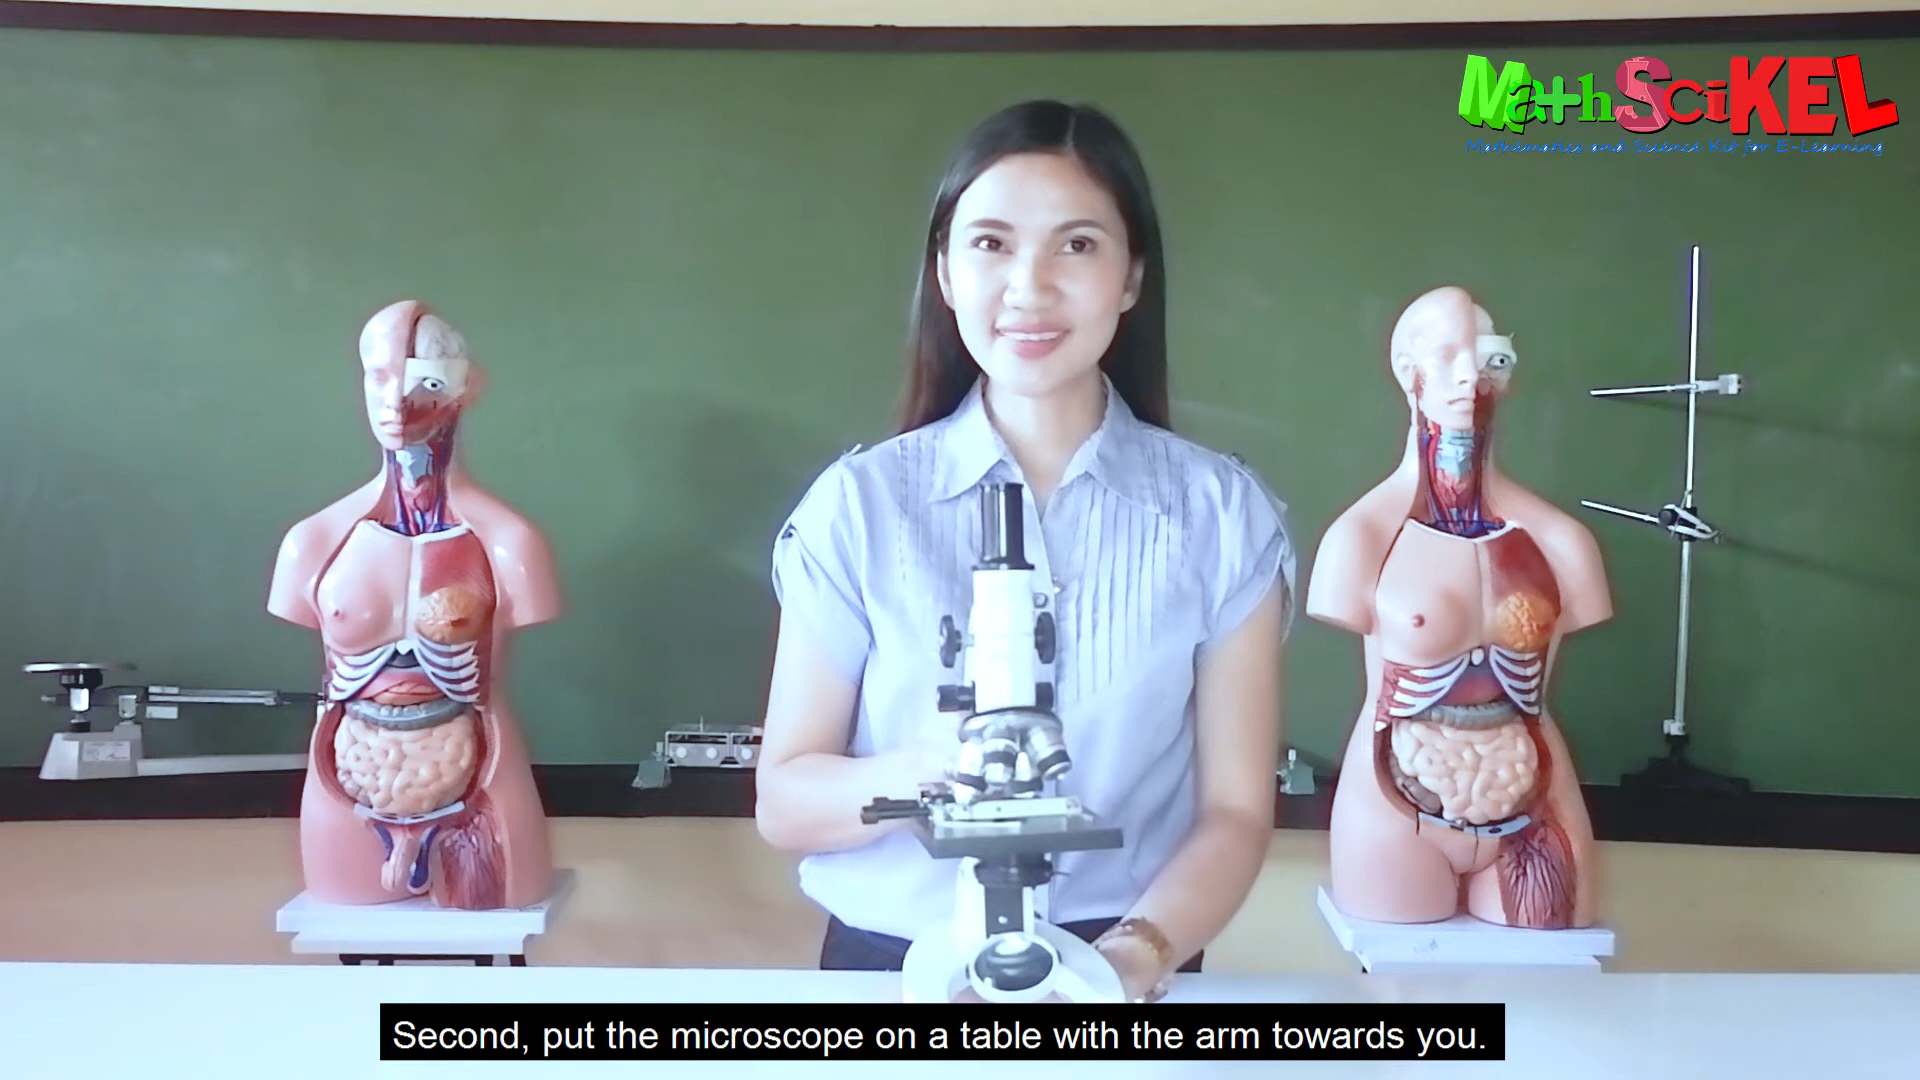 MathSciKEL
Mathematics and Science Kit for E-Learning
Second, put the microscope on a table with the arm towards you.